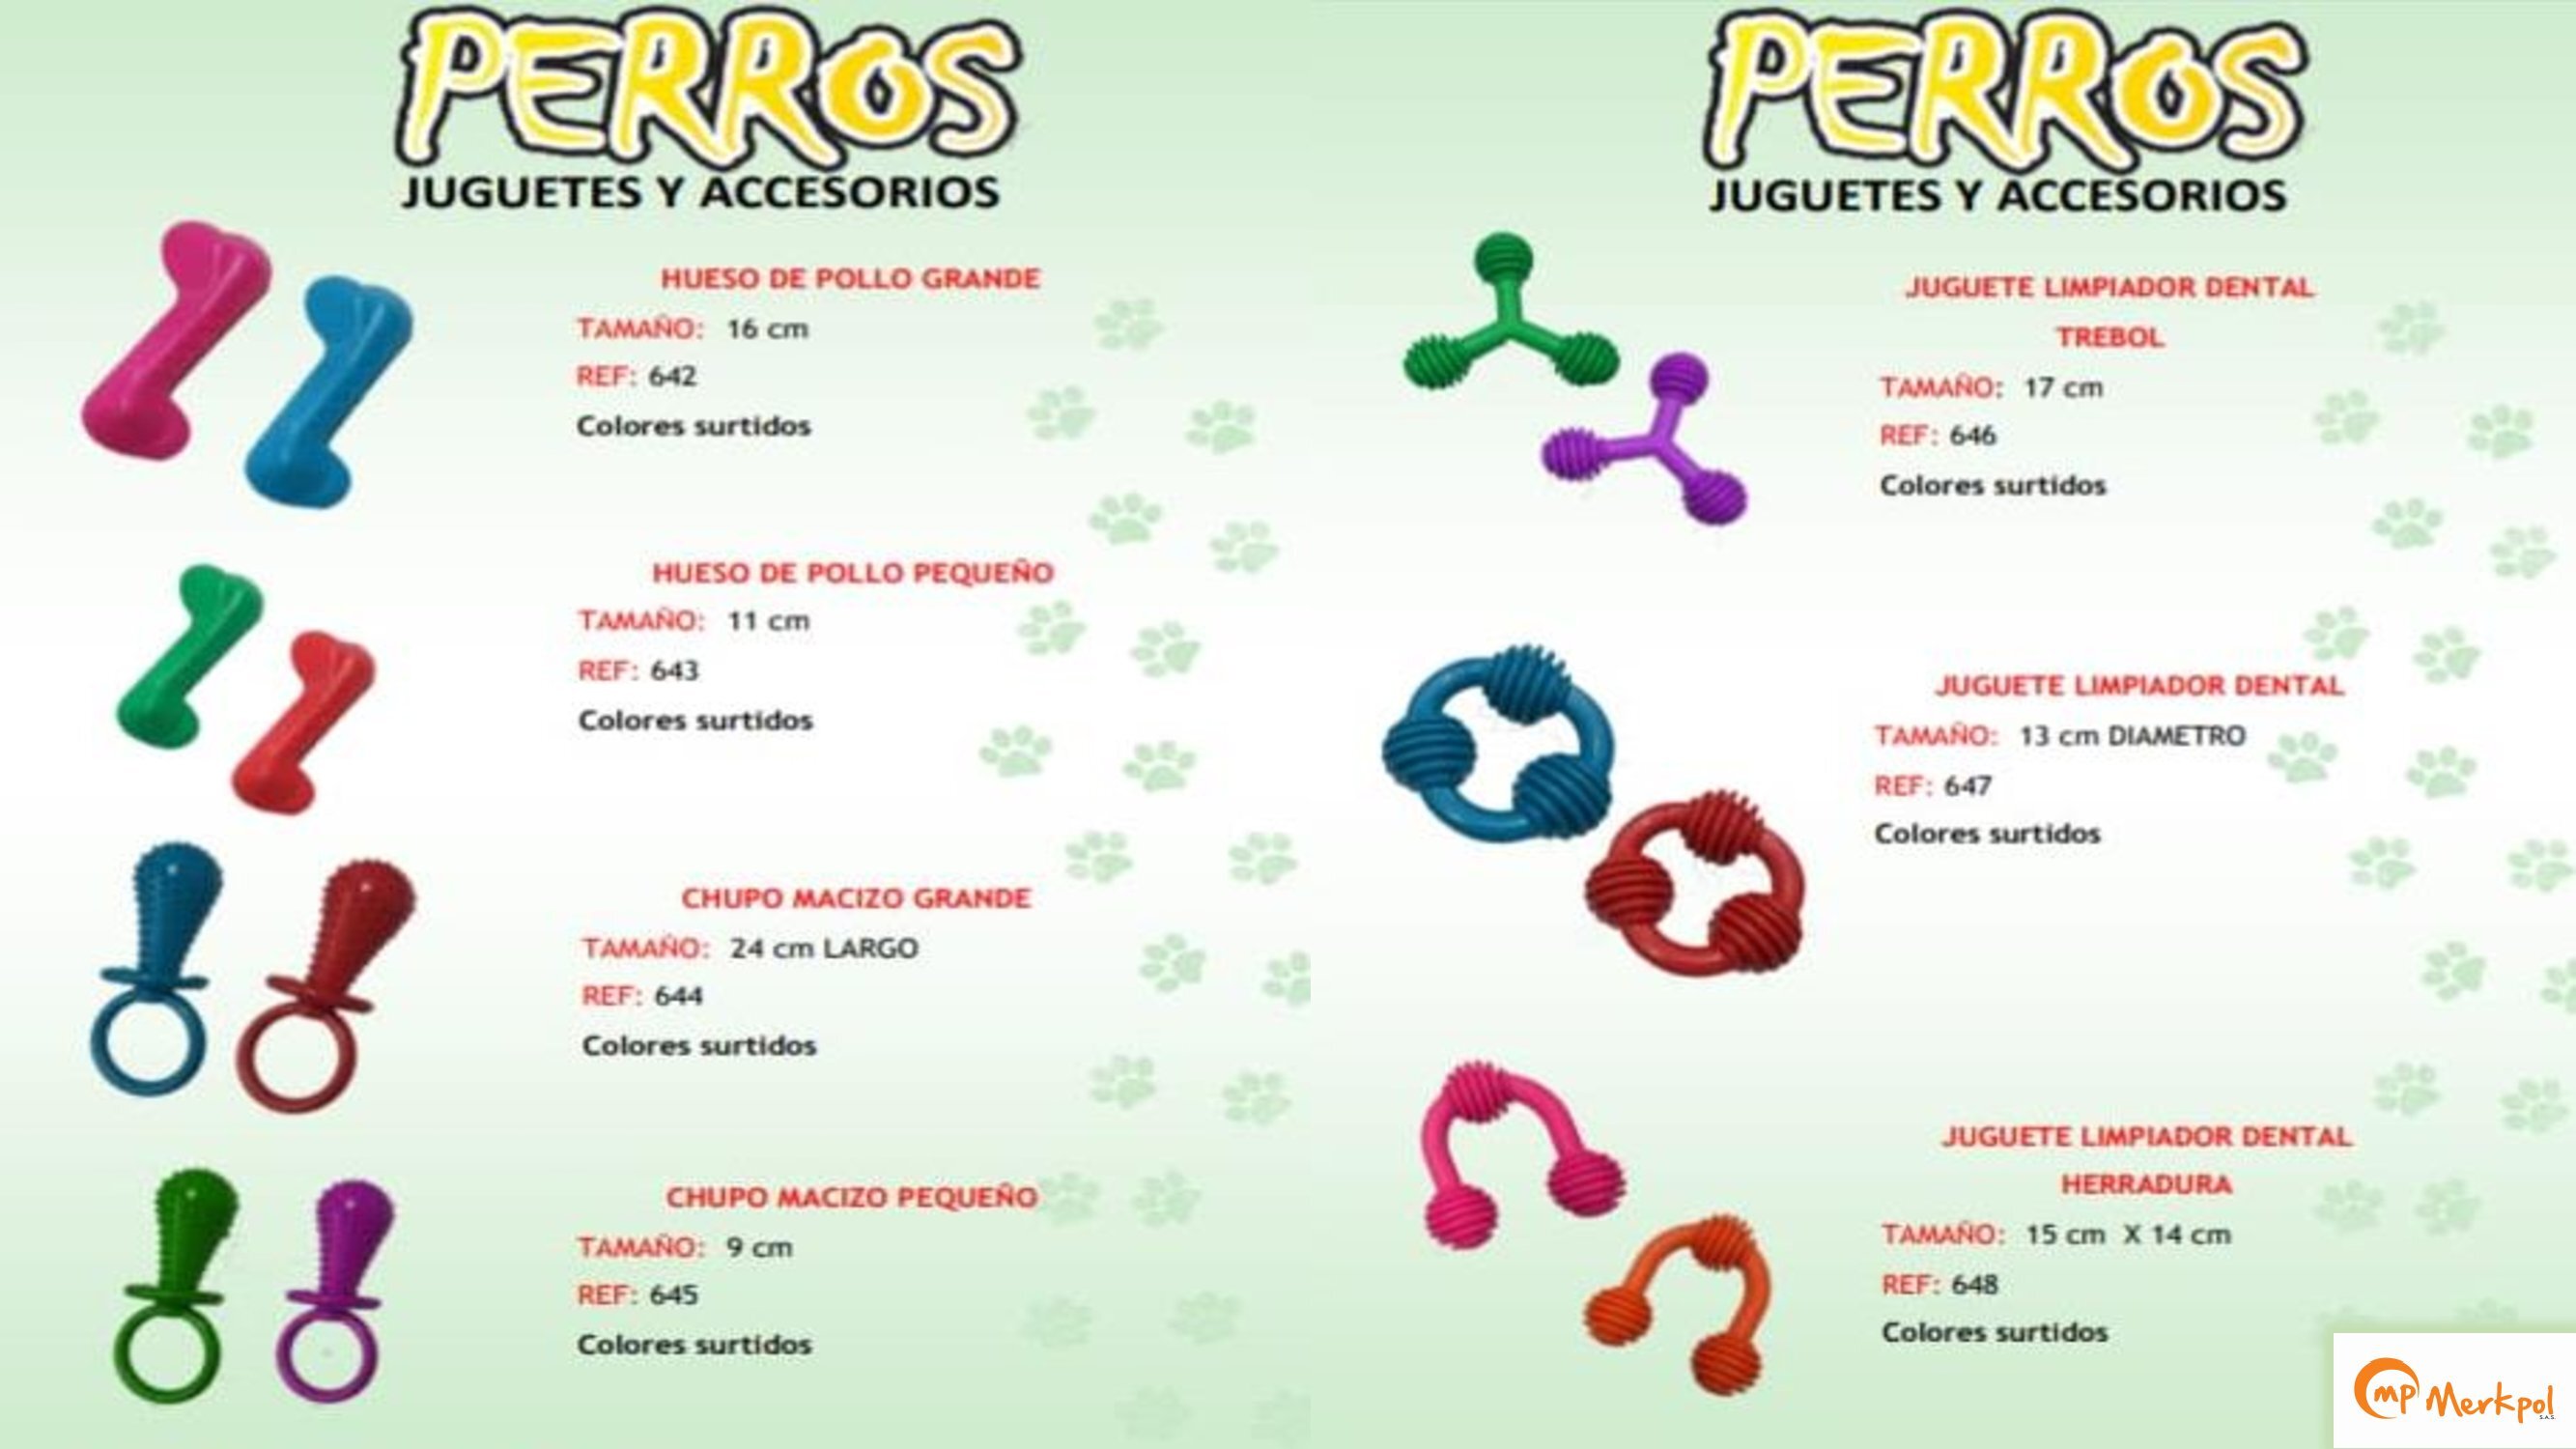 PERROS
JUGUETES Y ACCESORIOS
HUESO DE POLLO GRANDE
TAMAÑO: 16 cm
REF: 642
Colores surtidos
HUESO DE POLLO PEQUEÑO
TAMAÑO: 11 cm
REF: 643
Colores surtidos
CHUPO MACIZO GRANDE
TAMAÑO: 24 cm LARGO
REF: 644
Colores surtidos
CHUPO MACIZO PEQUEÑO
TAMAÑO: 9 cm
REF: 645
Colores surtidos
PERROS
JUGUETES Y ACCESORIOS
JUGUETE LIMPIADOR DENTAL
TREBOL
TAMAÑO: 17 cm
REF: 646
Colores surtidos
JUGUETE LIMPIADOR DENTAL
TAMAÑO: 13 cm DIAMETRO
REF: 647
Colores surtidos
JUGUETE LIMPIADOR DENTAL
HERRADURA
TAMAÑO: 15 cm X 14 cm
REF: 648
Colores surtidos
mp Merkpol
S.A.S.